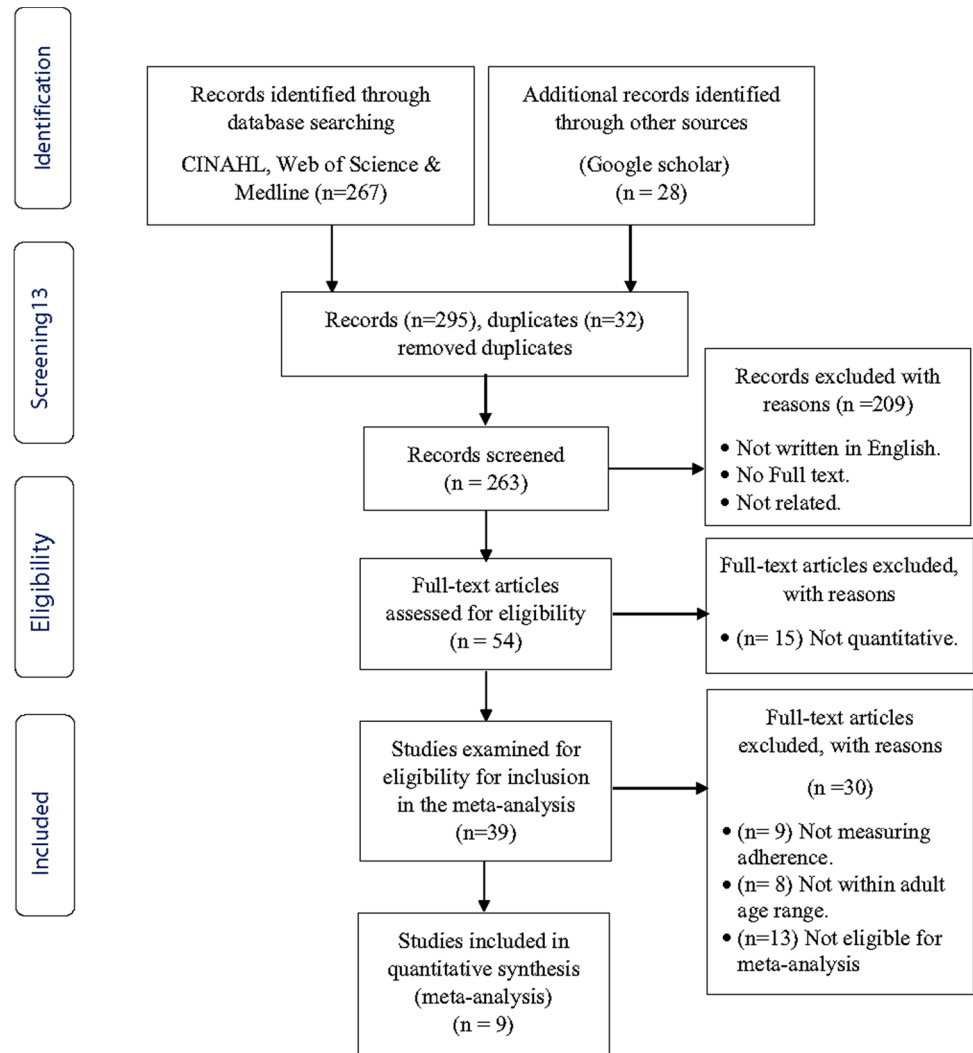 Identification
Records identified through
database searching
CINAHL, Web of Science &
Medline (n=267)
Additional records identified
through other sources
(Google scholar)
(n = 28)
Screening13
Records (n=295), duplicates (n=32)
removed duplicates
Records screened
(n = 263)
Records excluded with
reasons (n =209)
• Not written in English.
• No Full text.
• Not related.
Eligibility
Full-text articles
assessed for eligibility
(n = 54)
Full-text articles excluded,
with reasons
• (n= 15) Not quantitative.
Included
Studies examined for
eligibility for inclusion
in the meta-analysis
(n=39)
Full-text articles
excluded, with reasons
(n =30)
• (n= 9) Not measuring
adherence.
• (n= 8) Not within adult
age range.
• (n=13) Not eligible for
meta-analysis
Studies included in
quantitative synthesis
(meta-analysis)
(n = 9)